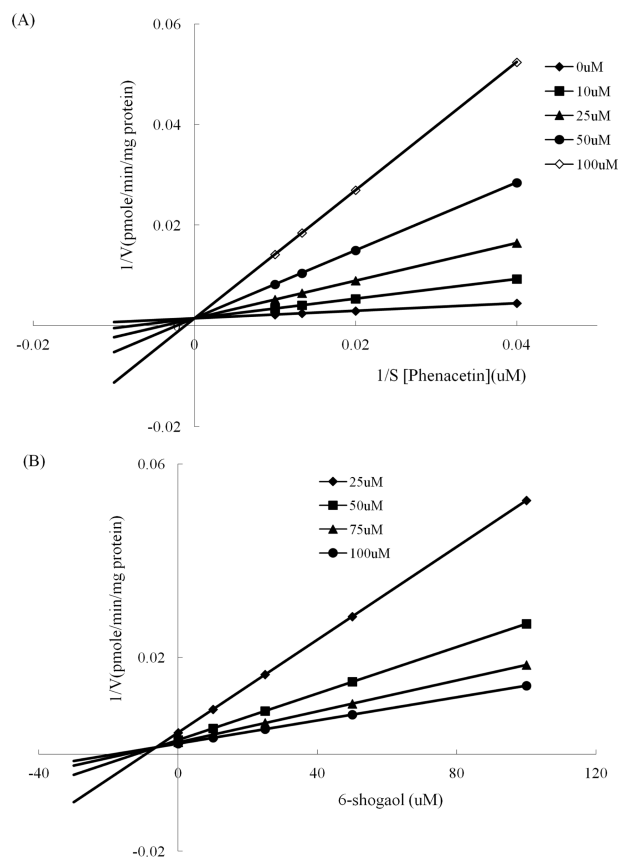 (A)
0.06
0.04
0.02
-0.02
0
0.02
0.04
-0.02
1/V(pmole/min/mg protein)
1/S [Phenacetin](uM)
0uM
10uM
25uM
50uM
100uM
(B)
0.06
0.02
-40
0
40
80
120
-0.02
1/V(pmole/min/mg protein)
6-shogaol (uM)
25uM
50uM
75uM
100uM